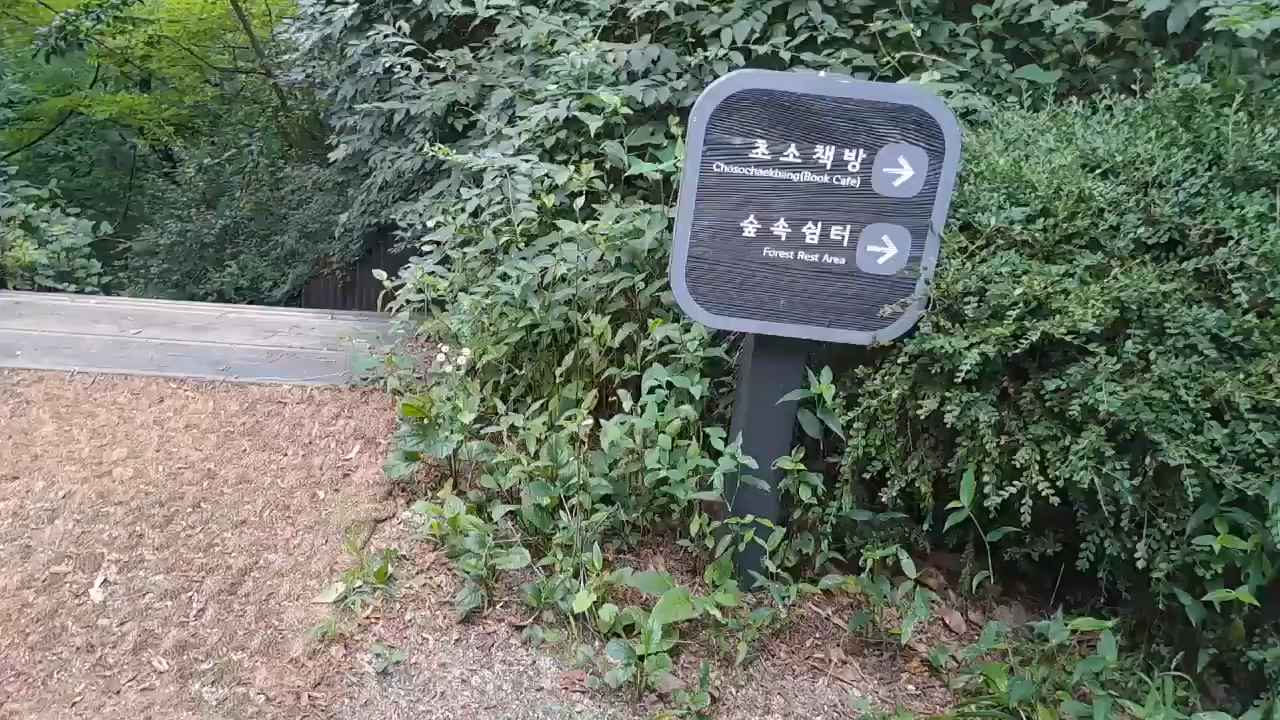 초소책방
Chosochaekbang(Book Cafe)
숲속쉼터
Forest Rest Area